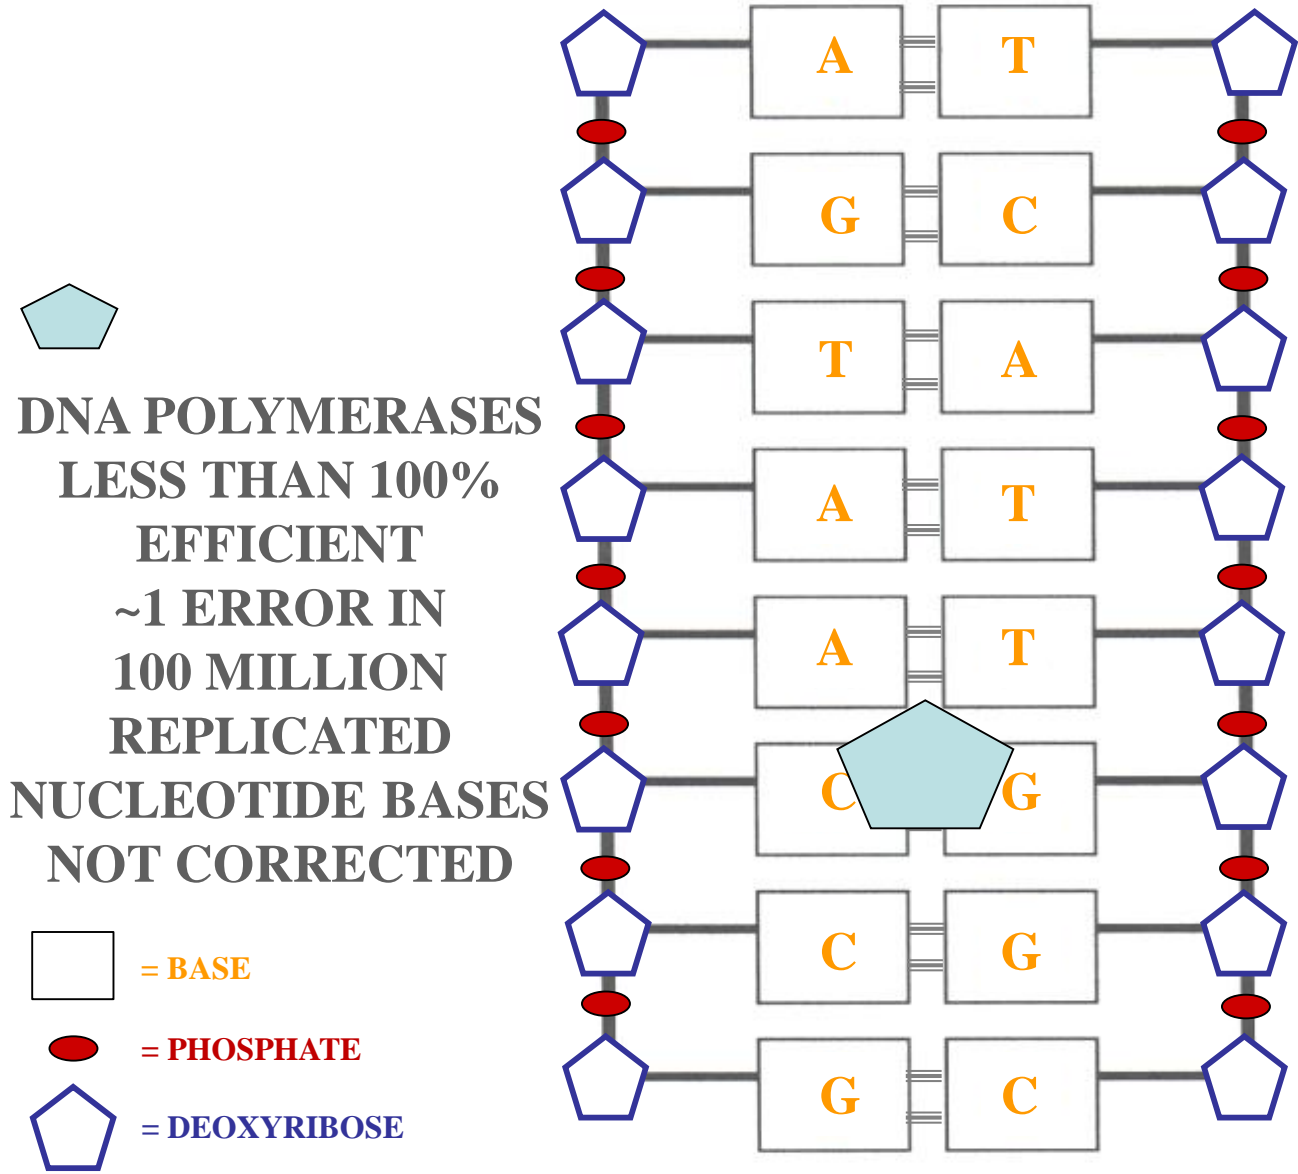 DNA POLYMERASES
LESS THAN 100%
EFFICIENT
~1 ERROR IN
100 MILLION
REPLICATED
NUCLEOTIDE BASES
NOT CORRECTED
= BASE
= PHOSPHATE
= DEOXYRIBOSE
A T
G C
T A
A T
A T
C G
C G
G C